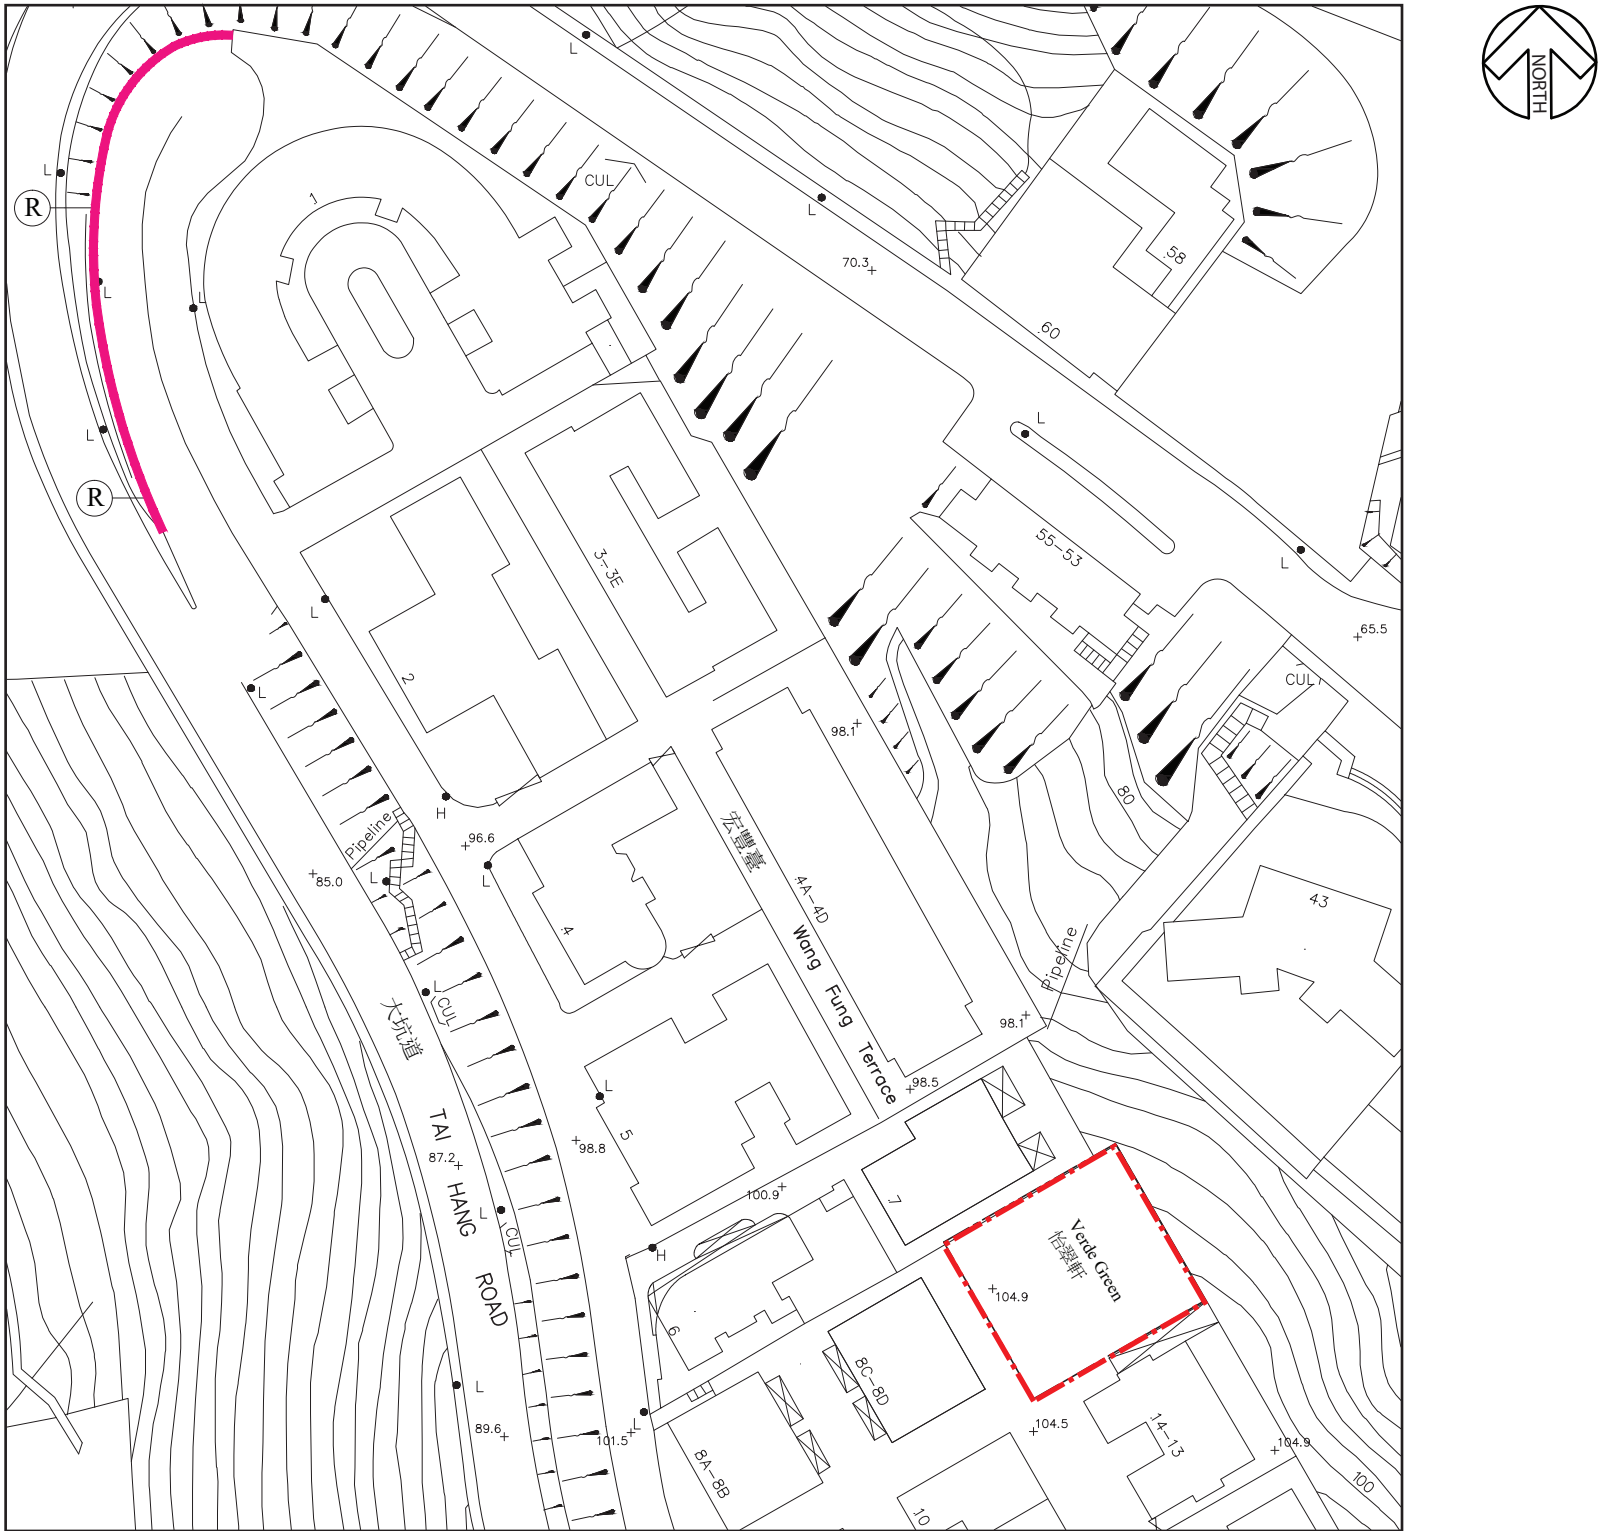 NORTH
L
CUL
L
R
1
L
58
70.3
L
L
60
L
L
R
55-53
L
3-3E
L
65.5
2
CUL
L
98.1
80
H
宏豐臺
Pipeline
96.6
85.0
L
L
4A-4D
43
4
Wang Fung Terrace
Pipeline
L
CUL
98.1
大坑道
98.5
L
TAI HANG ROAD
5
98.8
87.2
100.9
7
L
CUL
H
Verde Green
怡翠軒
104.9
6
8C-8D
L
L
89.6
101.5
104.5
14-13
104.9
8A-8B
100
10